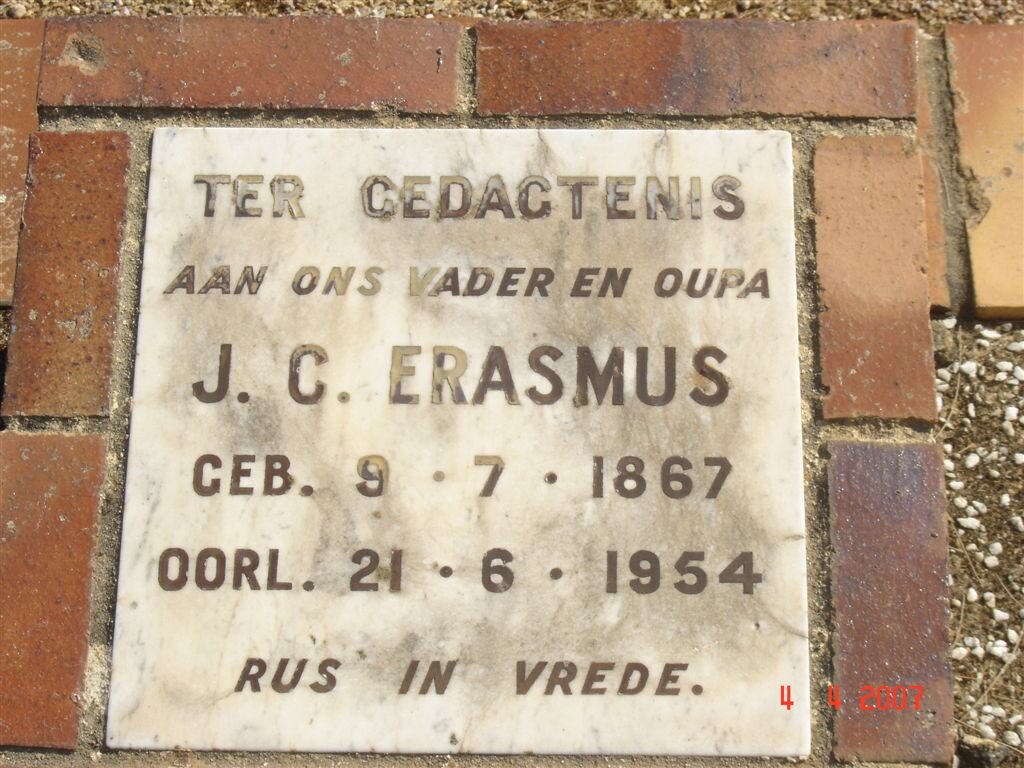 TER GEDAGTENIS
AAN ONS VADER EN OUPA
J. C. ERASMUS
GEB. 9 · 7 · 1867
OORL. 21 · 6 · 1954
RUS IN VREDE.
4 4 2007